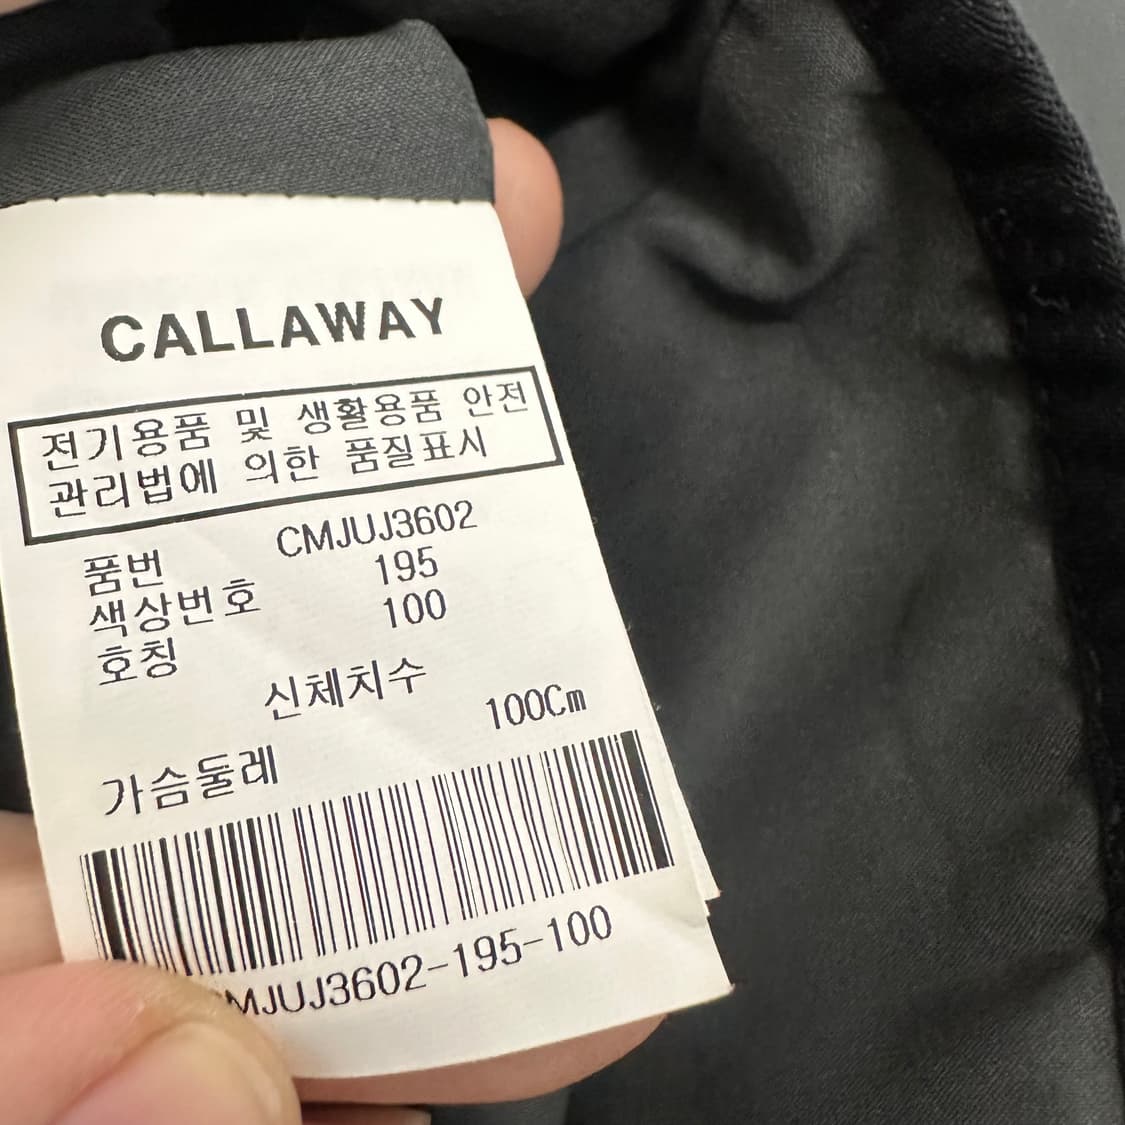 CALLAWAY
전기용품 및 생활용품 안전
관리법에 의한 품질표시
품번 CMJUJ3602
색상번호 195
호칭 100
신체치수
가슴둘레 100Cm
MJUJ3602-195-100